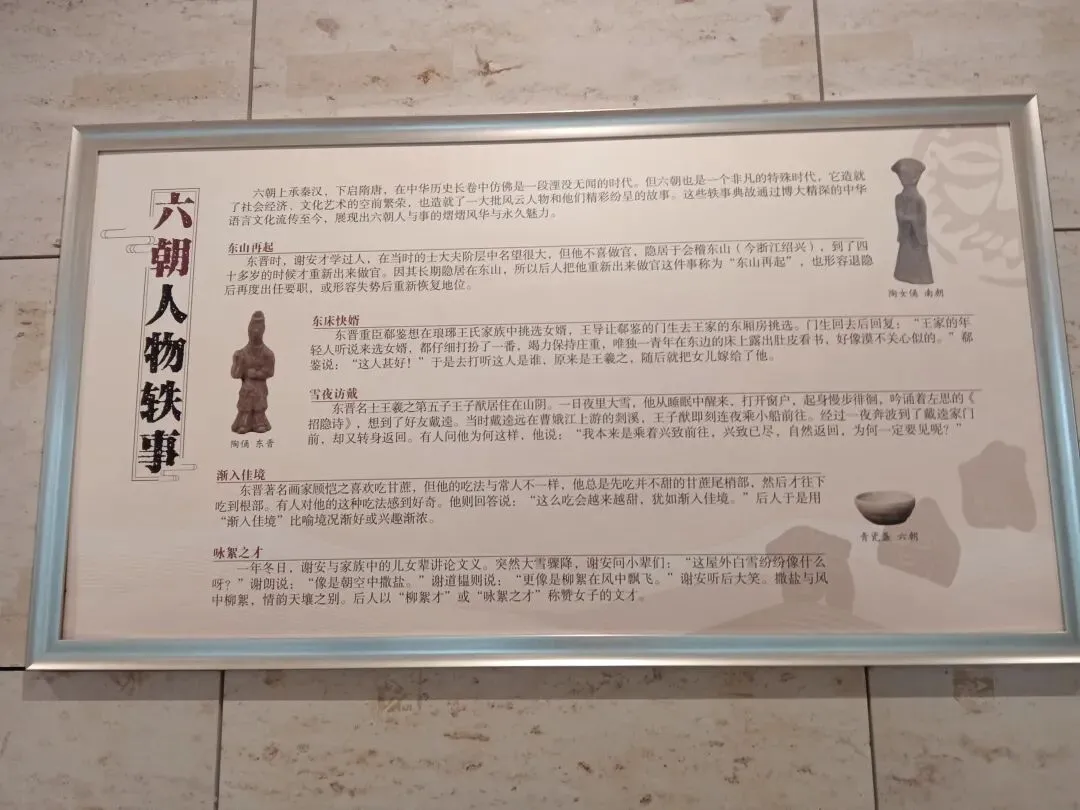 六朝人物轶事
六朝上承秦汉，下启隋唐，在中华历史长卷中仿佛是一段湮没无闻的时代。但六朝也是一个非凡的特殊时代，它造就
了社会经济、文化艺术的空前繁荣，也造就了一大批风云人物和他们精彩纷呈的故事。这些轶事典故通过博大精深的中华
语言文化流传至今，展现出六朝人与事的熠熠风华与永久魅力。
东山再起
东晋时，谢安才学过人，在当时的士大夫阶层中名望很大，但他不喜做官，隐居于会稽东山（今浙江绍兴），到了四
十多岁的时候才重新出来做官。因其长期隐居在东山，所以后人把他重新出来做官这件事称为“东山再起”，也形容退隐
后再度出任要职，或形容失势后重新恢复地位。
陶女俑 南朝
东床快婿
东晋重臣郗鉴想在琅琊王氏家族中挑选女婿，王导让郗鉴的门生去王家的东厢房挑选。门生回去后回复：“王家的年
轻人听说来选女婿，都仔细打扮了一番，竭力保持庄重，唯独一青年在东边的床上露出肚皮看书，好像漠不关心似的。”郗
鉴说：“这人甚好！”于是去打听这人是谁，原来是王羲之，随后就把女儿嫁给了他。
雪夜访戴
东晋名士王羲之第五子王子猷居住在山阴。一日夜里大雪，他从睡眠中醒来，打开窗户，起身慢步徘徊，吟诵着左思的《
招隐诗》，想到了好友戴逵。当时戴逵远在曹娥江上游的剡溪，王子猷即刻连夜乘小船前往。经过一夜奔波到了戴逵家门
前，却又转身返回。有人问他为何这样，他说：“我本来是乘着兴致前往，兴致已尽，自然返回，为何一定要见呢？”
陶俑 东晋
渐入佳境
东晋著名画家顾恺之喜欢吃甘蔗，但他的吃法与常人不一样，他总是先吃并不甜的甘蔗尾梢部，然后才往下
吃到根部。有人对他的这种吃法感到好奇。他则回答说：“这么吃会越来越甜，犹如渐入佳境。”后人于是用
“渐入佳境”比喻境况渐好或兴趣渐浓。
青瓷盏 六朝
咏絮之才
一年冬日，谢安与家族中的儿女辈讲论文义。突然大雪骤降，谢安问小辈们：“这屋外白雪纷纷像什么
呀？”谢朗说：“像是朝空中撒盐。”谢道韫则说：“更像是柳絮在风中飘飞。”谢安听后大笑。撒盐与风
中柳絮，情韵天壤之别。后人以“柳絮才”或“咏絮之才”称赞女子的文才。